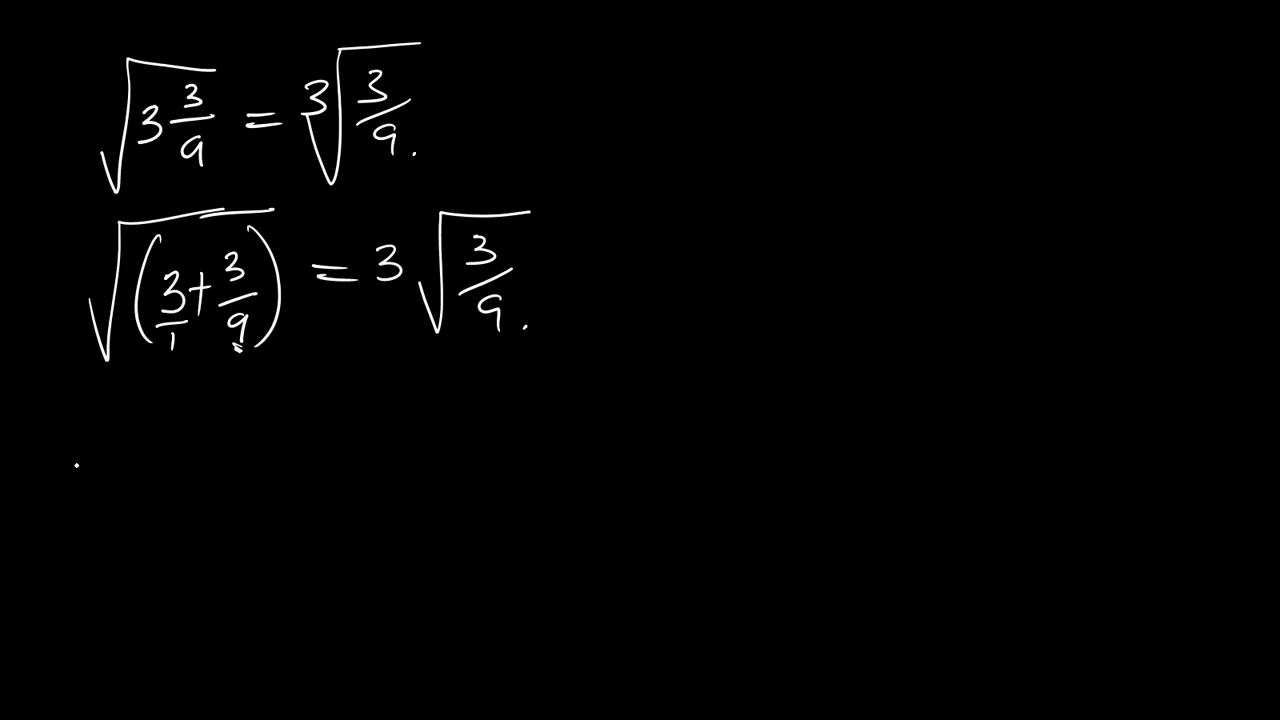 √(3 3/9) = ³√(3/9).
√(3/1 + 3/9) = 3√(3/9).